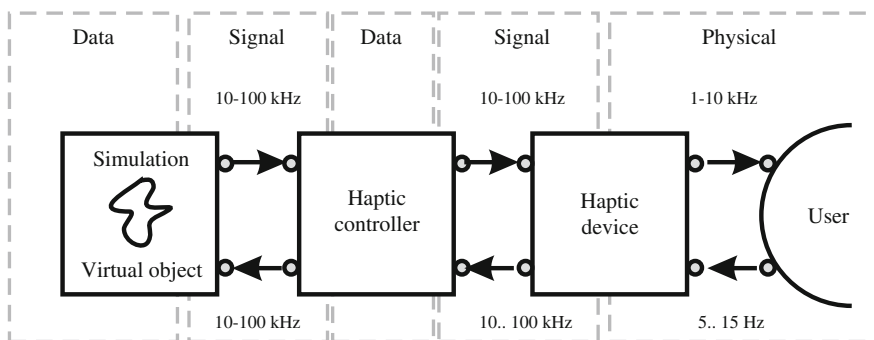 Data
Signal
Data
Signal
Physical
10-100 kHz
10-100 kHz
1-10 kHz
Simulation
Virtual object
Haptic
controller
Haptic
device
User
10-100 kHz
10.. 100 kHz
5.. 15 Hz